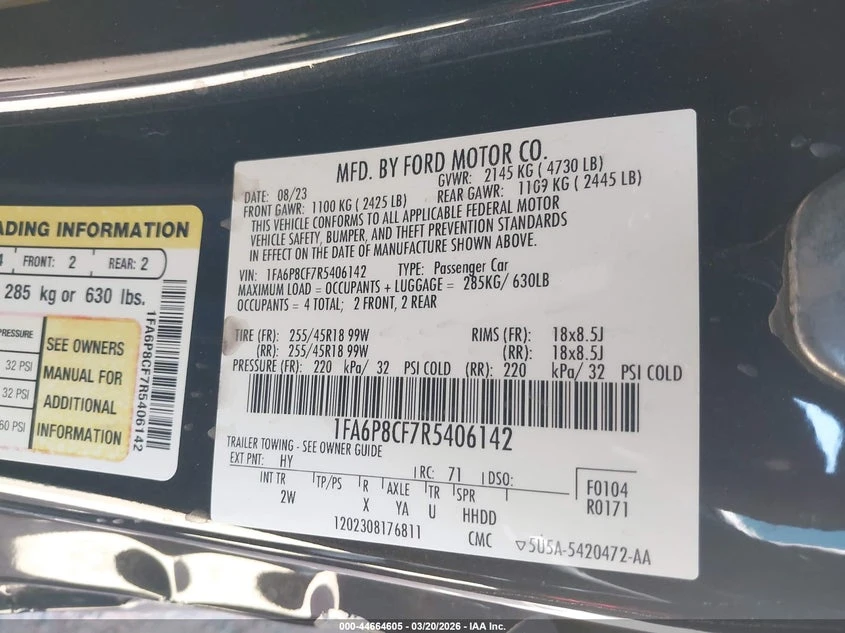 MFD. BY FORD MOTOR CO.
DATE: 08/23
GVWR: 2145 KG ( 4730 LB)
FRONT GAWR: 1100 KG ( 2425 LB)
REAR GAWR: 1109 KG ( 2445 LB)
THIS VEHICLE CONFORMS TO ALL APPLICABLE FEDERAL MOTOR
VEHICLE SAFETY, BUMPER, AND THEFT PREVENTION STANDARDS
IN EFFECT ON THE DATE OF MANUFACTURE SHOWN ABOVE.
VIN: 1FA6P8CF7R5406142 TYPE: Passenger Car
MAXIMUM LOAD = OCCUPANTS + LUGGAGE = 285KG/ 630LB
OCCUPANTS = 4 TOTAL; 2 FRONT, 2 REAR
TIRE (FR): 255/45R18 99W RIMS (FR): 18x8.5J
(RR): 255/45R18 99W (RR): 18x8.5J
PRESSURE (FR): 220 kPa/ 32 PSI COLD (RR): 220 kPa/ 32 PSI COLD
1FA6P8CF7R5406142
TRAILER TOWING - SEE OWNER GUIDE
EXT PNT: HY RC: 71 DSO:
INT TR TP/PS R AXLE TR SPR
2W X YA U HHDD
F0104
R0171
1202308176811 CMC ▽5U5A-5420472-AA
ADING INFORMATION
FRONT: 2 REAR: 2
285 kg or 630 lbs.
PRESSURE
32 PSI
32 PSI
60 PSI
SEE OWNERS
MANUAL FOR
ADDITIONAL
INFORMATION
1FA6P8CF7R5406142
000-44664605 - 03/20/2026 - IAA Inc.